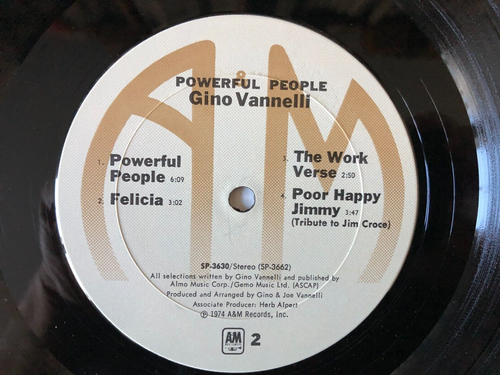 POWERFUL PEOPLE
Gino Vannelli
1. Powerful
People 6:09
2. Felicia 3:02
3. The Work
Verse 2:50
4. Poor Happy
Jimmy 3:47
(Tribute to Jim Croce)
SP-3630/Stereo (SP-3662)
All selections written by Gino Vannelli and published by
Almo Music Corp./Gemo Music Ltd. (ASCAP)
Produced and Arranged by Gino & Joe Vannelli
Associate Producer: Herb Alpert
℗ 1974 A&M Records, Inc.
A&M
RECORDS
2